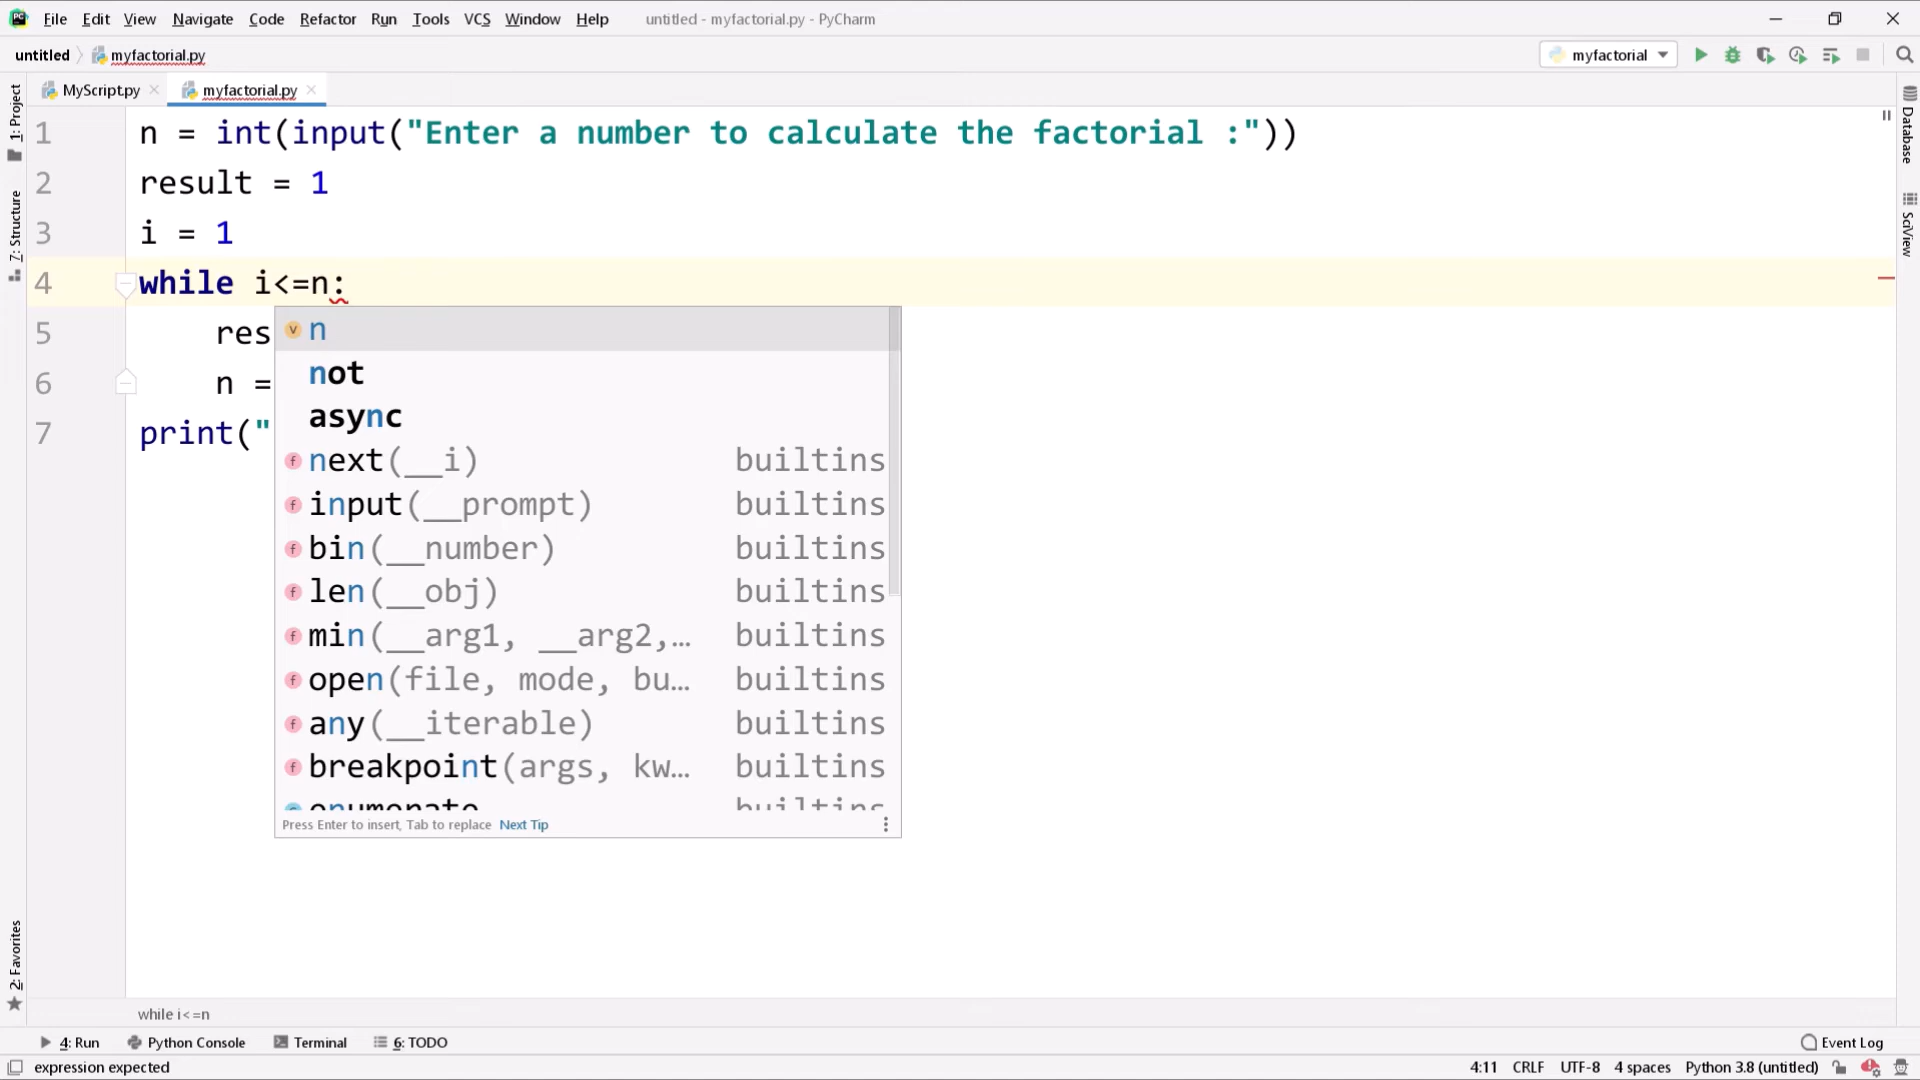 File Edit View Navigate Code Refactor Run Tools VCS Window Help untitled - myfactorial.py - PyCharm
untitled myfactorial.py myfactorial
MyScript.py myfactorial.py
1 n = int(input("Enter a number to calculate the factorial :"))
2 result = 1
3 i = 1
4 while i<=n:
5 res
6 n =
7 print("
v n
not
async
f next(__i) builtins
f input(__prompt) builtins
f bin(__number) builtins
f len(__obj) builtins
f min(__arg1, __arg2,… builtins
f open(file, mode, bu… builtins
f any(__iterable) builtins
f breakpoint(args, kw… builtins
enumerate builtins
Press Enter to insert, Tab to replace Next Tip
1: Project
7: Structure
2: Favorites
Database
SciView
while i<=n
4: Run Python Console Terminal 6: TODO Event Log
expression expected 4:11 CRLF UTF-8 4 spaces Python 3.8 (untitled)